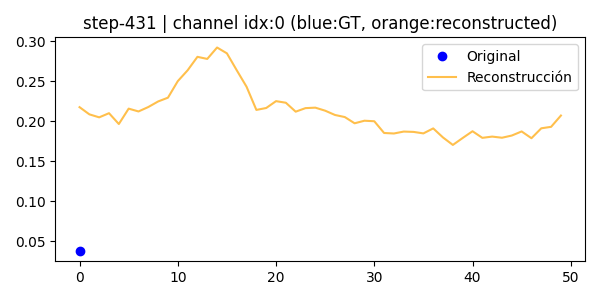 step-431 | channel idx:0 (blue:GT, orange:reconstructed)
0.30
0.25
0.20
0.15
0.10
0.05
0 10 20 30 40 50
Original
Reconstrucción